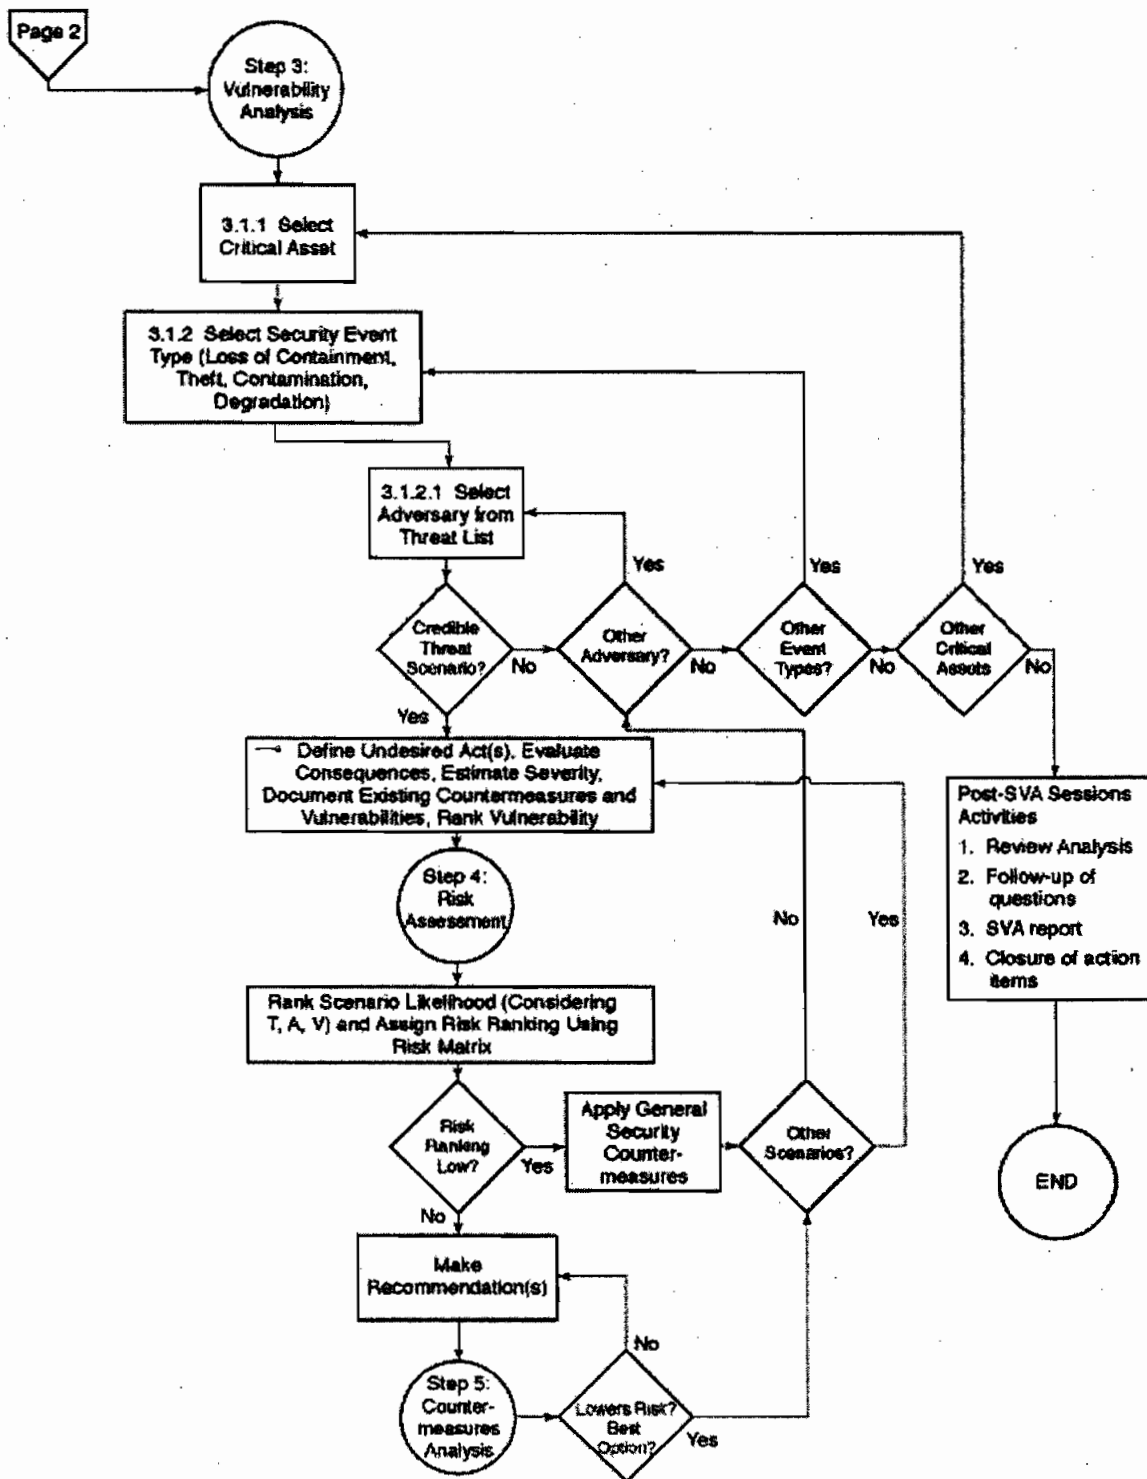 Page 2
Step 3:
Vulnerability
Analysis
3.1.1 Select
Critical Asset
3.1.2 Select Security Event
Type (Loss of Containment,
Theft, Contamination,
Degradation)
3.1.2.1 Select
Adversary from
Threat List
Yes
Yes
Yes
Credible
Threat
Scenario?
No
Other
Adversary?
No
Other
Event
Types?
No
Other
Critical
Assets
No
Yes
Define Undesired Act(s), Evaluate
Consequences, Estimate Severity,
Document Existing Countermeasures and
Vulnerabilities, Rank Vulnerability
Post-SVA Sessions
Activities
1. Review Analysis
2. Follow-up of
questions
3. SVA report
4. Closure of action
items
Step 4:
Risk
Assessment
No
Yes
Rank Scenario Likelihood (Considering
T, A, V) and Assign Risk Ranking Using
Risk Matrix
Risk
Ranking
Low?
Yes
Apply General
Security
Counter-
measures
Other
Scenarios?
END
No
Make
Recommendation(s)
No
Step 5:
Counter-
measures
Analysis
Lowers Risk?
Best
Option?
Yes